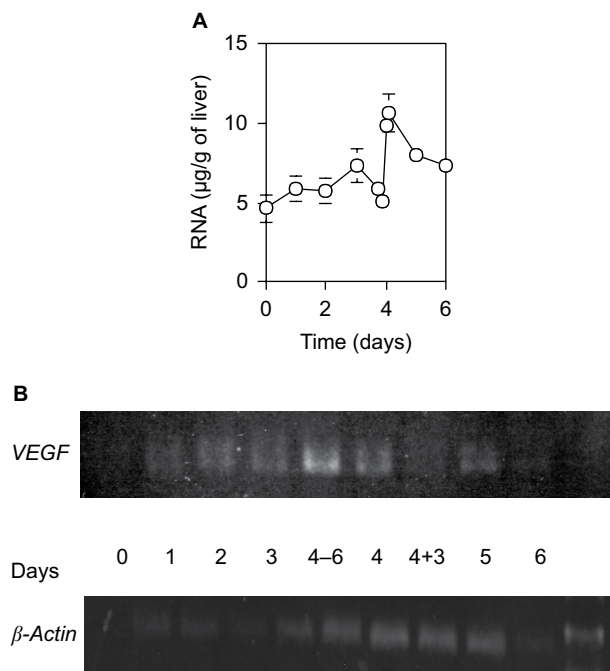 A
15
10
5
0
RNA (µg/g of liver)
0 2 4 6
Time (days)
B
VEGF
Days 0 1 2 3 4–6 4 4+3 5 6
β-Actin